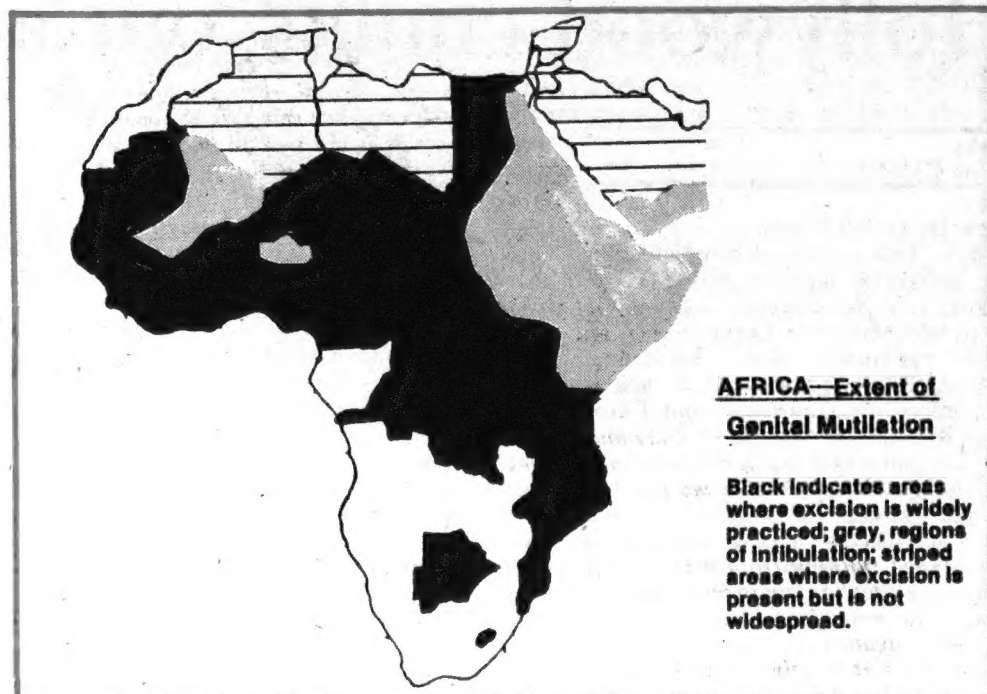 AFRICA—Extent of
Genital Mutilation
Black indicates areas
where excision is widely
practiced; gray, regions
of infibulation; striped
areas where excision is
present but is not
widespread.